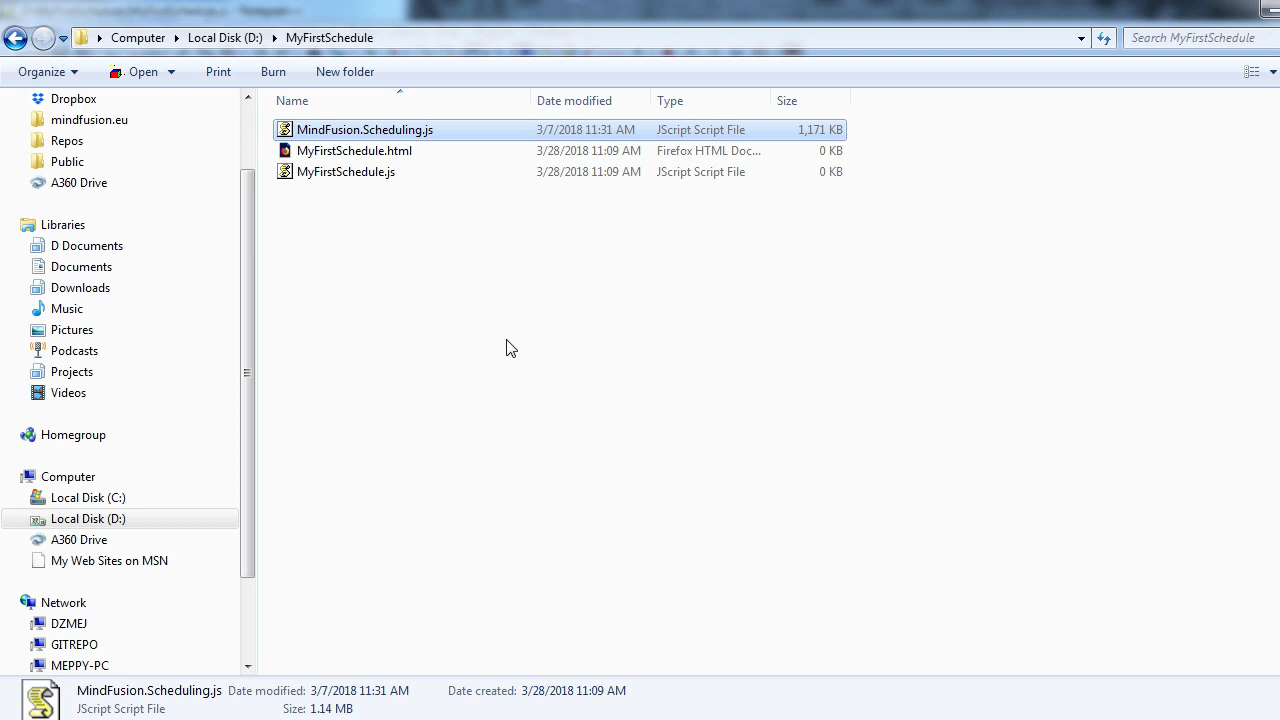 Computer Local Disk (D:) MyFirstSchedule Search MyFirstSchedule
Organize Open Print Burn New folder
Name Date modified Type Size
MindFusion.Scheduling.js 3/7/2018 11:31 AM JScript Script File 1,171 KB
MyFirstSchedule.html 3/28/2018 11:09 AM Firefox HTML Doc... 0 KB
MyFirstSchedule.js 3/28/2018 11:09 AM JScript Script File 0 KB
Dropbox
mindfusion.eu
Repos
Public
A360 Drive
Libraries
D Documents
Documents
Downloads
Music
Pictures
Podcasts
Projects
Videos
Homegroup
Computer
Local Disk (C:)
Local Disk (D:)
A360 Drive
My Web Sites on MSN
Network
DZMEJ
GITREPO
MEPPY-PC
MindFusion.Scheduling.js Date modified: 3/7/2018 11:31 AM Date created: 3/28/2018 11:09 AM
JScript Script File Size: 1.14 MB